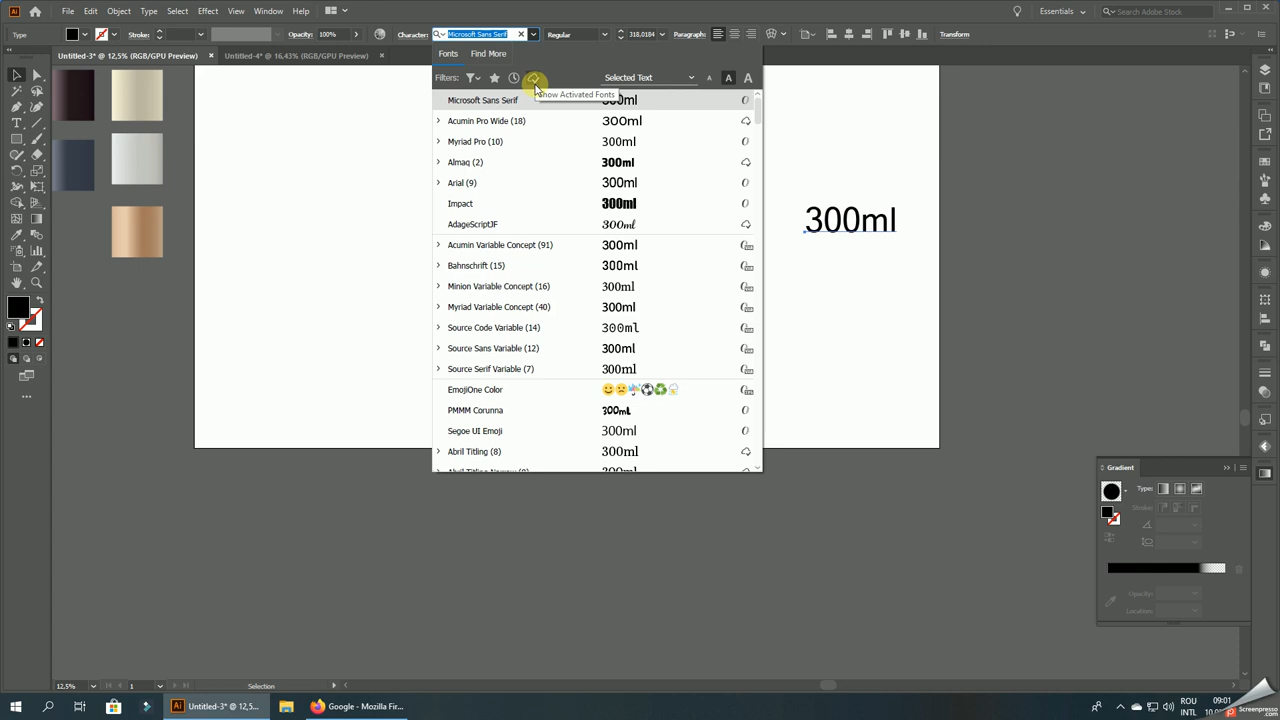 Ai File Edit Object Type Select Effect View Window Help Essentials Search Adobe Stock
Type Stroke: Opacity: 100% Character: Microsoft Sans Serif Regular 318,0184 Paragraph: Transform
Untitled-3* @ 12,5% (RGB/GPU Preview) × Untitled-4* @ 16,43% (RGB/GPU Preview) ×
Fonts Find More
Filters: Selected Text A A A
Show Activated Fonts
Microsoft Sans Serif 300ml
Acumin Pro Wide (18) 300ml
Myriad Pro (10) 300ml
Almaq (2) 300ml
Arial (9) 300ml
Impact 300ml
AdageScriptJF 300ml
Acumin Variable Concept (91) 300ml
Bahnschrift (15) 300ml
Minion Variable Concept (16) 300ml
Myriad Variable Concept (40) 300ml
Source Code Variable (14) 300ml
Source Sans Variable (12) 300ml
Source Serif Variable (7) 300ml
EmojiOne Color
PMMM Corunna 300ml
Segoe UI Emoji 300ml
Abril Titling (8) 300ml
300ml
Gradient
Type:
Stroke:
Opacity:
Location:
12,5% 1 Selection
Ai Untitled-3* @ 12,5... Google - Mozilla Fir... ROU 09:01
INTL
Screenpresso
.com